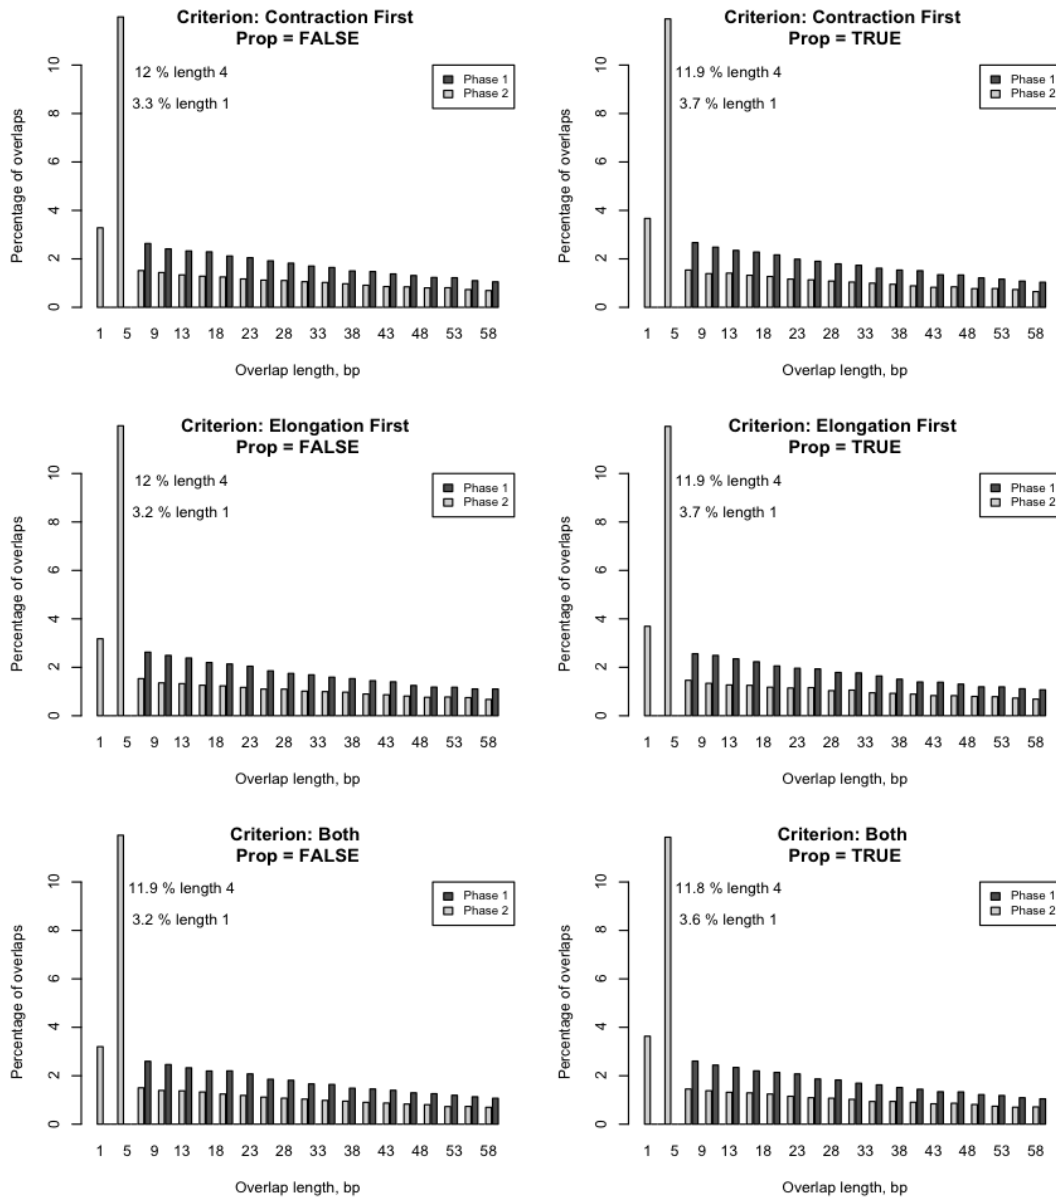 Criterion: Contraction First
Prop = FALSE
12 % length 4
3.3 % length 1
Phase 1
Phase 2
Percentage of overlaps
0 2 4 6 8 10
1 5 9 13 18 23 28 33 38 43 48 53 58
Overlap length, bp
Criterion: Contraction First
Prop = TRUE
11.9 % length 4
3.7 % length 1
Phase 1
Phase 2
Percentage of overlaps
0 2 4 6 8 10
1 5 9 13 18 23 28 33 38 43 48 53 58
Overlap length, bp
Criterion: Elongation First
Prop = FALSE
12 % length 4
3.2 % length 1
Phase 1
Phase 2
Percentage of overlaps
0 2 4 6 8 10
1 5 9 13 18 23 28 33 38 43 48 53 58
Overlap length, bp
Criterion: Elongation First
Prop = TRUE
11.9 % length 4
3.7 % length 1
Phase 1
Phase 2
Percentage of overlaps
0 2 4 6 8 10
1 5 9 13 18 23 28 33 38 43 48 53 58
Overlap length, bp
Criterion: Both
Prop = FALSE
11.9 % length 4
3.2 % length 1
Phase 1
Phase 2
Percentage of overlaps
0 2 4 6 8 10
1 5 9 13 18 23 28 33 38 43 48 53 58
Overlap length, bp
Criterion: Both
Prop = TRUE
11.8 % length 4
3.6 % length 1
Phase 1
Phase 2
Percentage of overlaps
0 2 4 6 8 10
1 5 9 13 18 23 28 33 38 43 48 53 58
Overlap length, bp